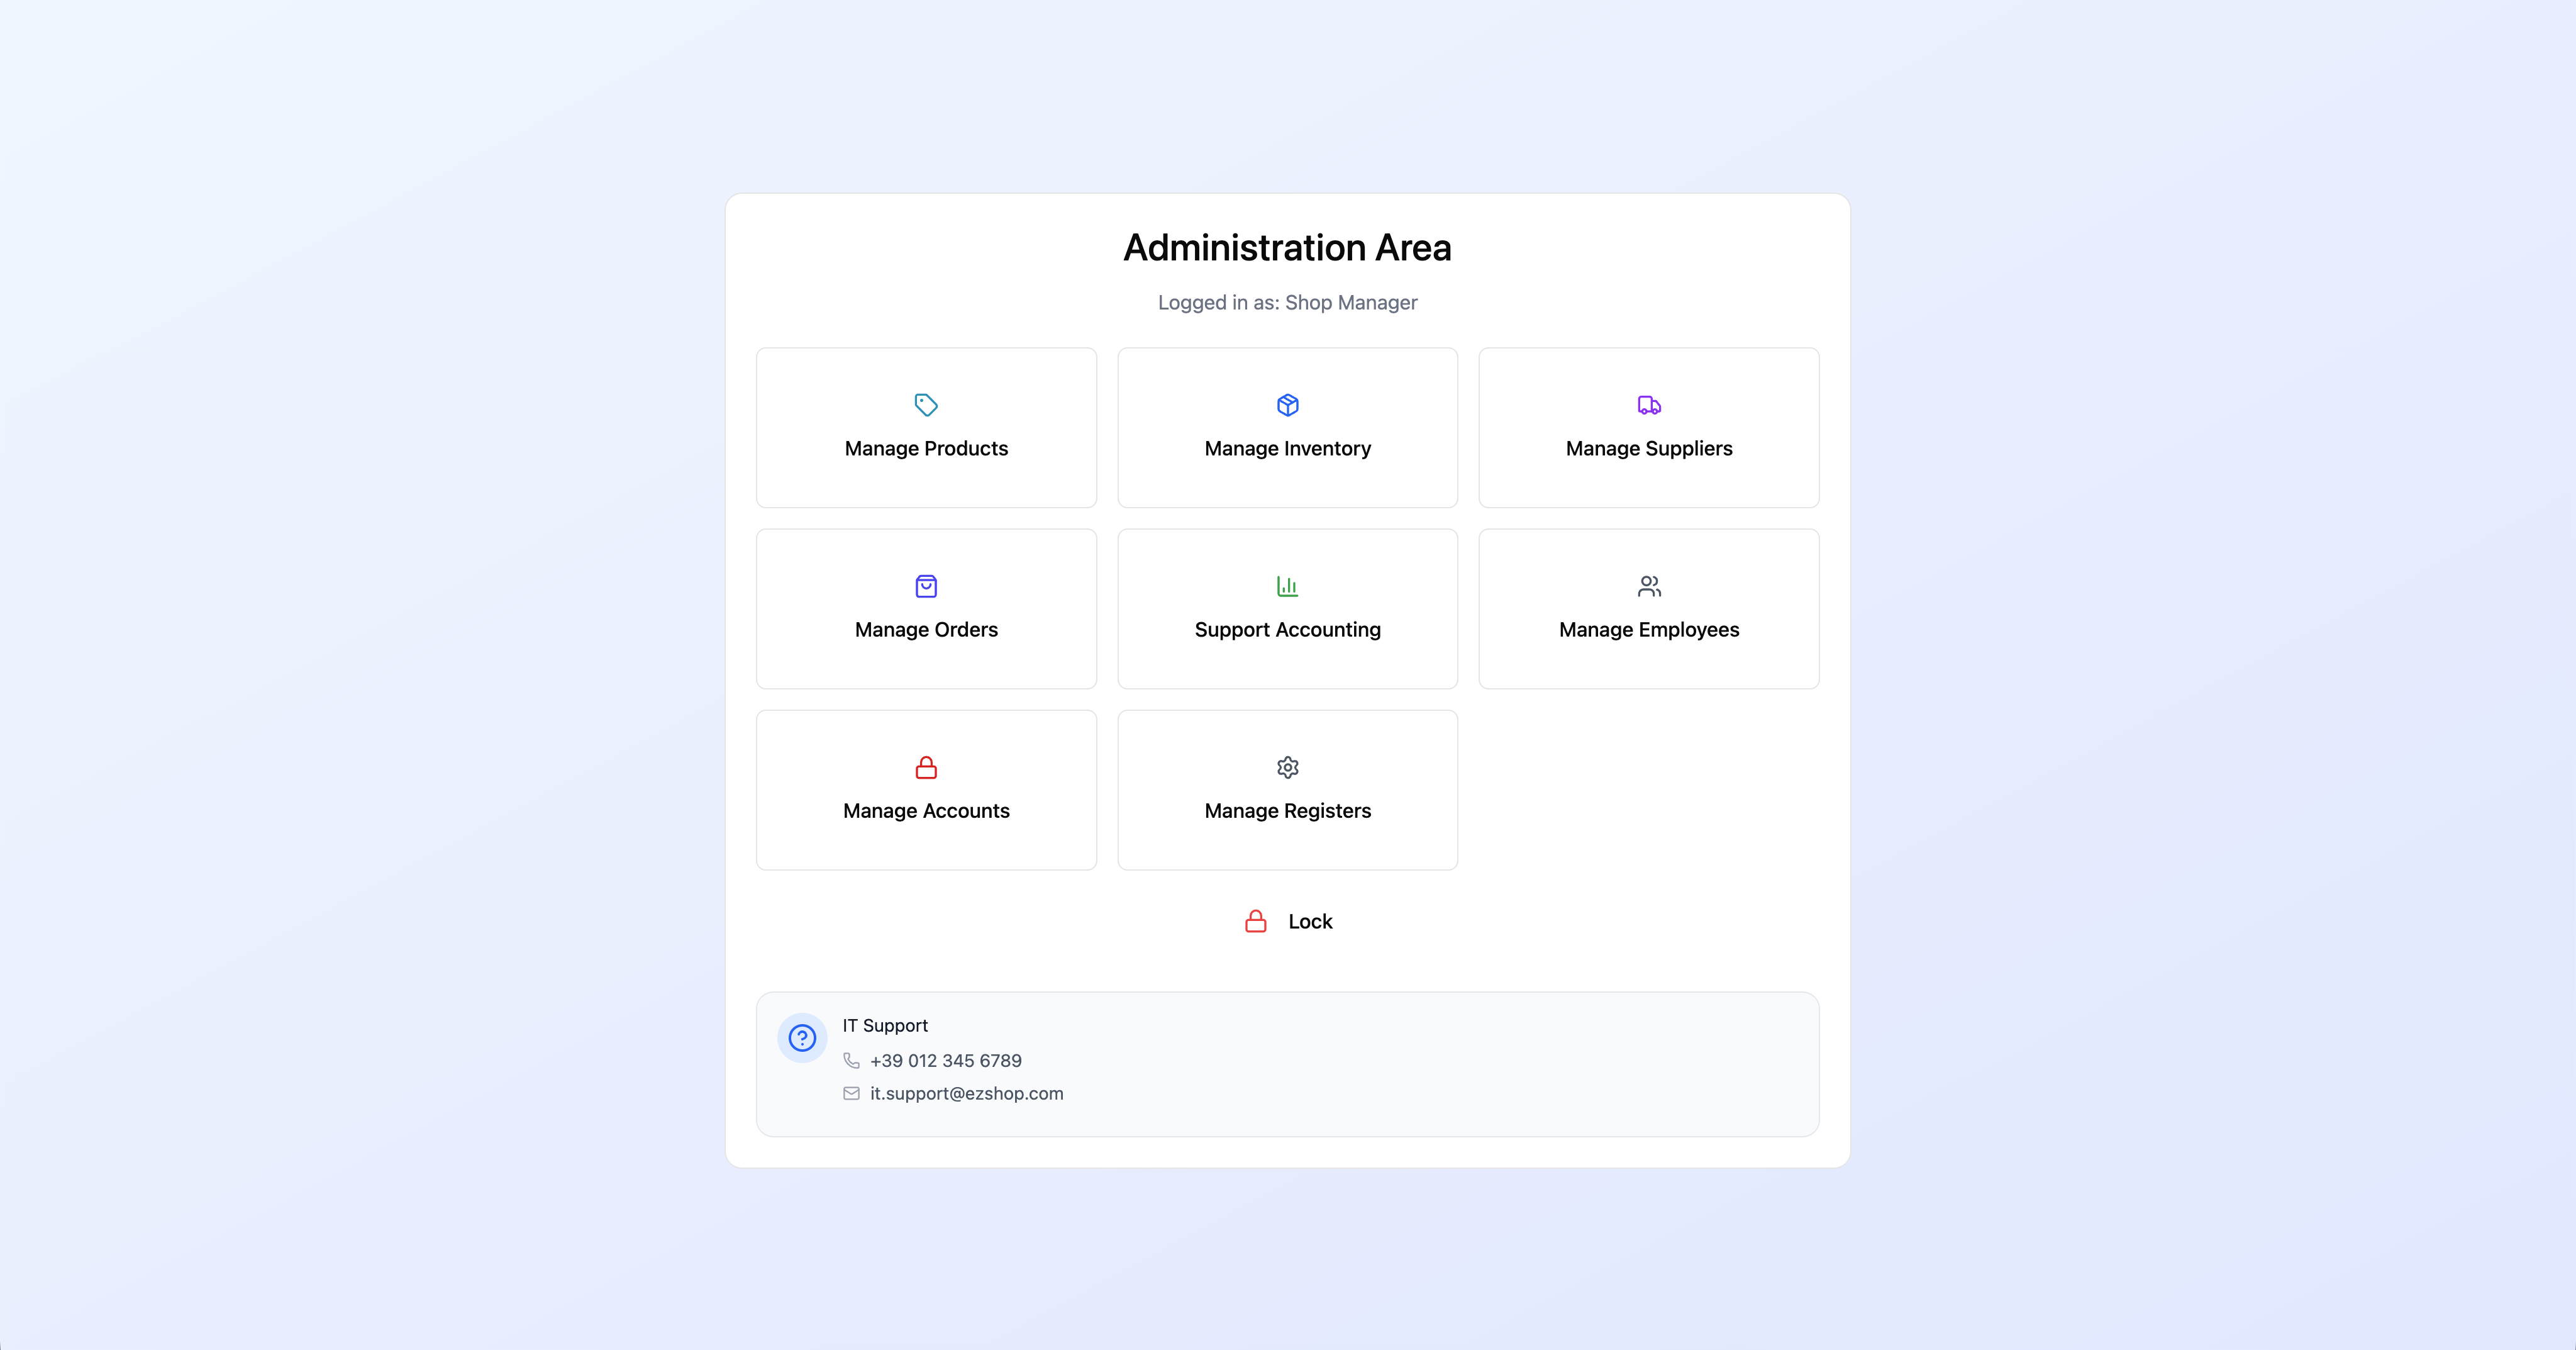 Administration Area
Logged in as: Shop Manager
Manage Products
Manage Inventory
Manage Suppliers
Manage Orders
Support Accounting
Manage Employees
Manage Accounts
Manage Registers
Lock
IT Support
+39 012 345 6789
it.support@ezshop.com